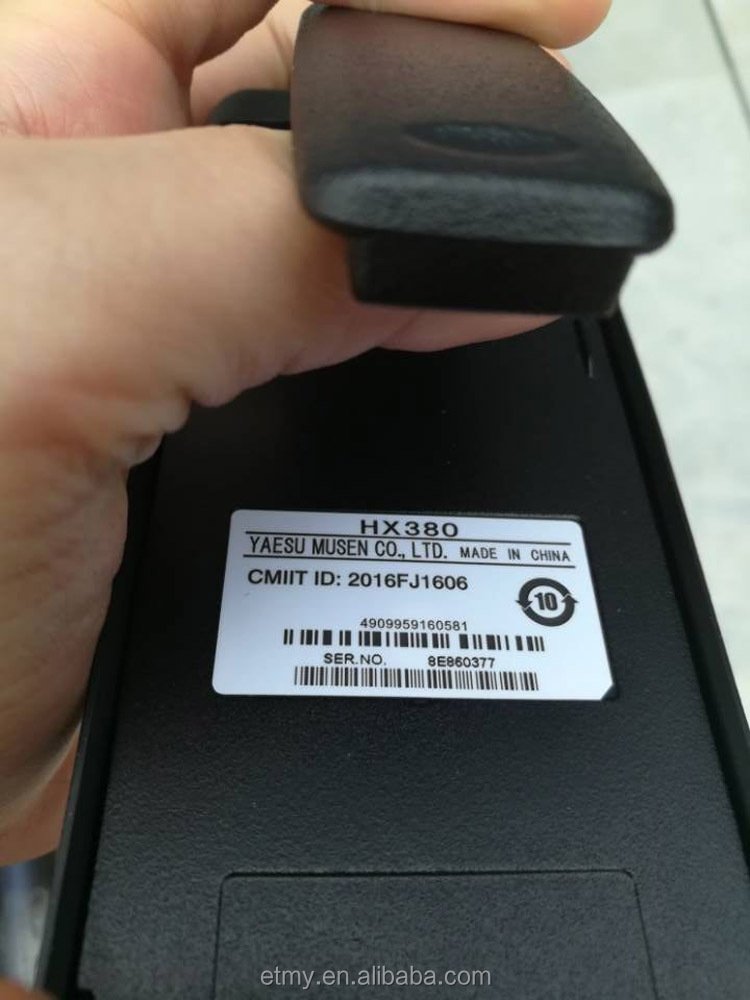 HX380
YAESU MUSEN CO., LTD. MADE IN CHINA
CMIIT ID: 2016FJ1606
10
4909959160581
SER.NO. 8E860377
etmy.en.alibaba.com